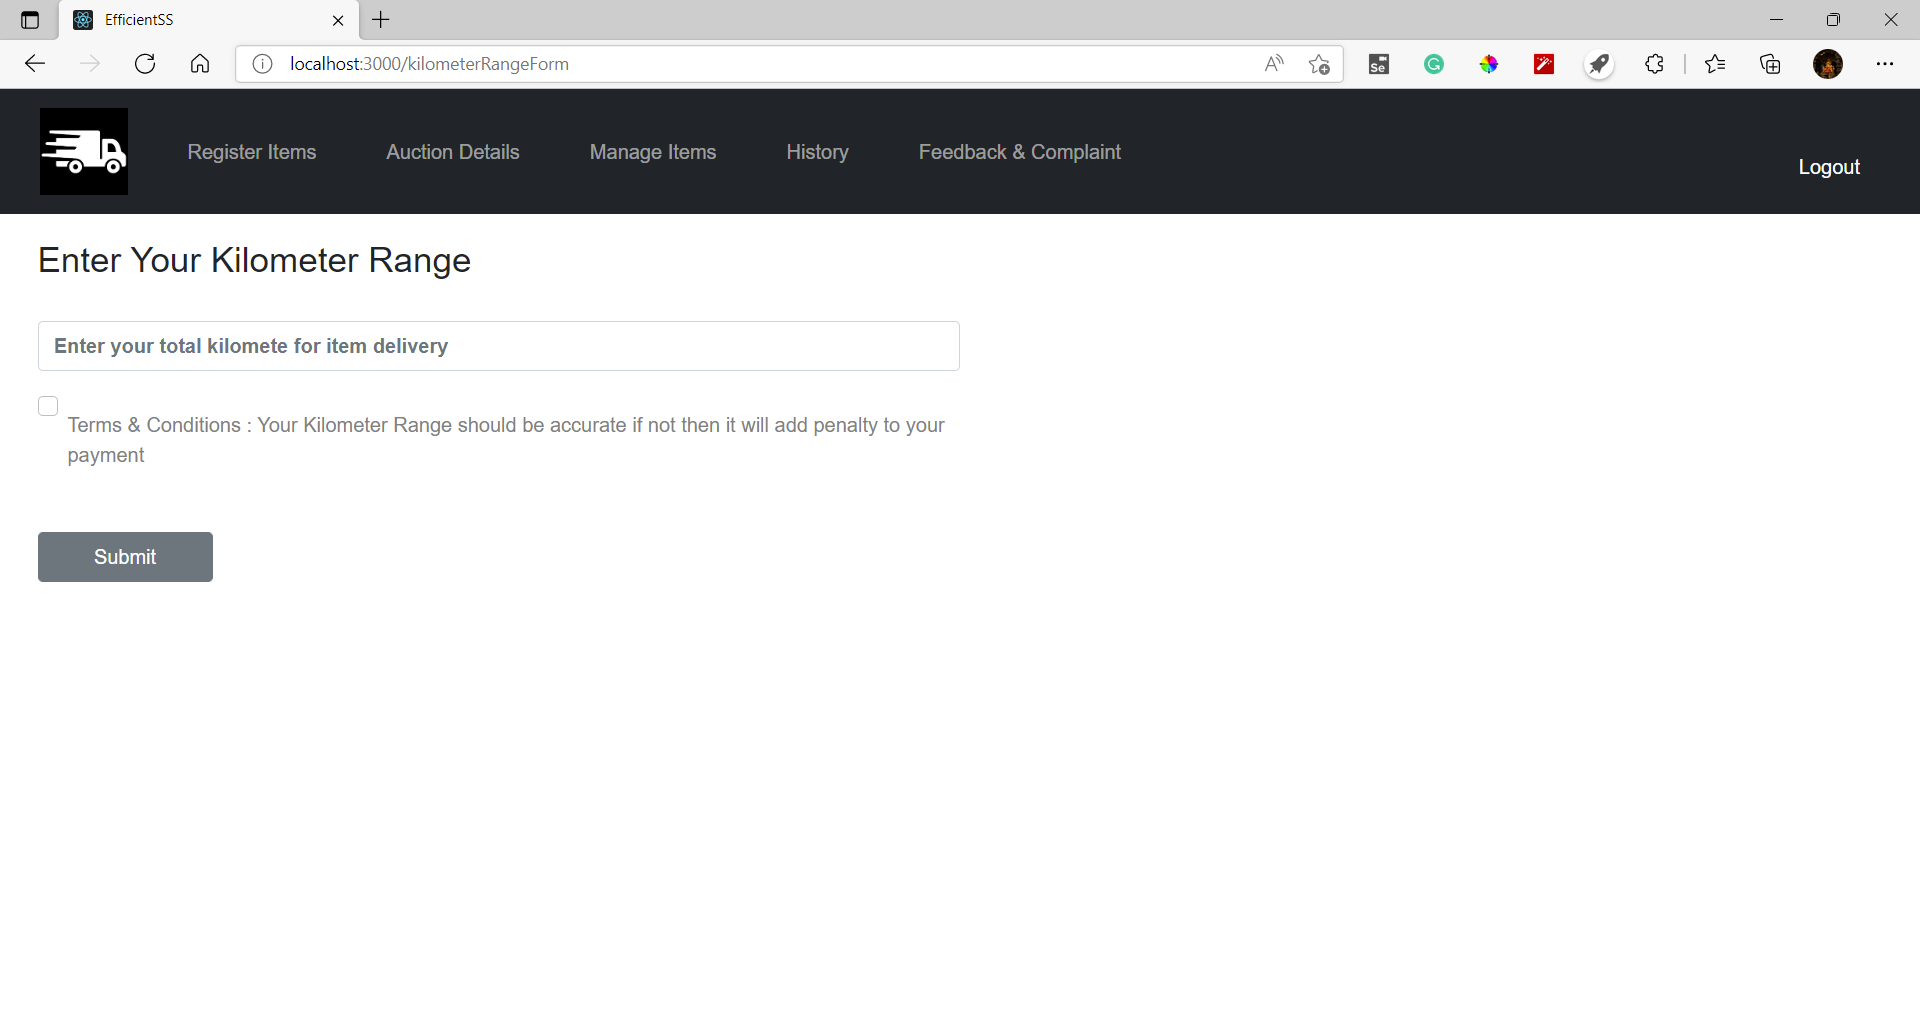 EfficientSS
localhost:3000/kilometerRangeForm
Se
Register Items
Auction Details
Manage Items
History
Feedback & Complaint
Logout
Enter Your Kilometer Range
Enter your total kilomete for item delivery
Terms & Conditions : Your Kilometer Range should be accurate if not then it will add penalty to your
payment
Submit